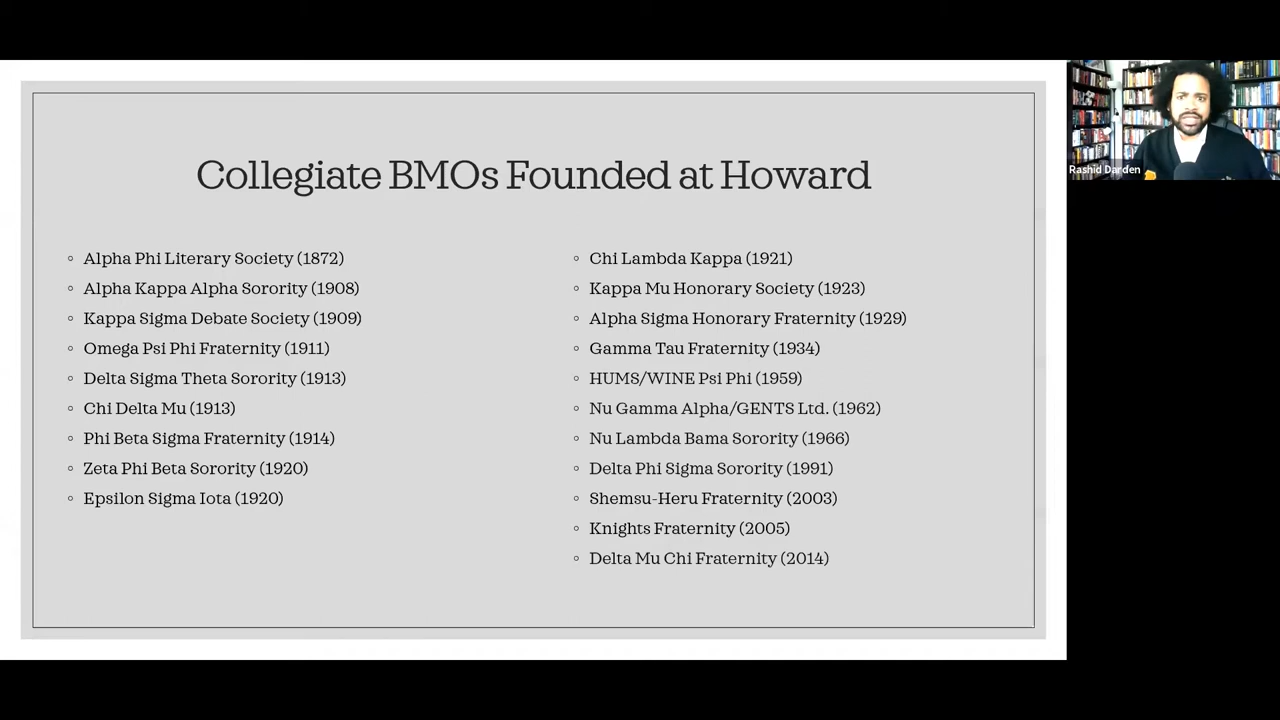 Collegiate BMOs Founded at Howard
◦ Alpha Phi Literary Society (1872)
◦ Alpha Kappa Alpha Sorority (1908)
◦ Kappa Sigma Debate Society (1909)
◦ Omega Psi Phi Fraternity (1911)
◦ Delta Sigma Theta Sorority (1913)
◦ Chi Delta Mu (1913)
◦ Phi Beta Sigma Fraternity (1914)
◦ Zeta Phi Beta Sorority (1920)
◦ Epsilon Sigma Iota (1920)
◦ Chi Lambda Kappa (1921)
◦ Kappa Mu Honorary Society (1923)
◦ Alpha Sigma Honorary Fraternity (1929)
◦ Gamma Tau Fraternity (1934)
◦ HUMS/WINE Psi Phi (1959)
◦ Nu Gamma Alpha/GENTS Ltd. (1962)
◦ Nu Lambda Bama Sorority (1966)
◦ Delta Phi Sigma Sorority (1991)
◦ Shemsu-Heru Fraternity (2003)
◦ Knights Fraternity (2005)
◦ Delta Mu Chi Fraternity (2014)
Rashid Darden